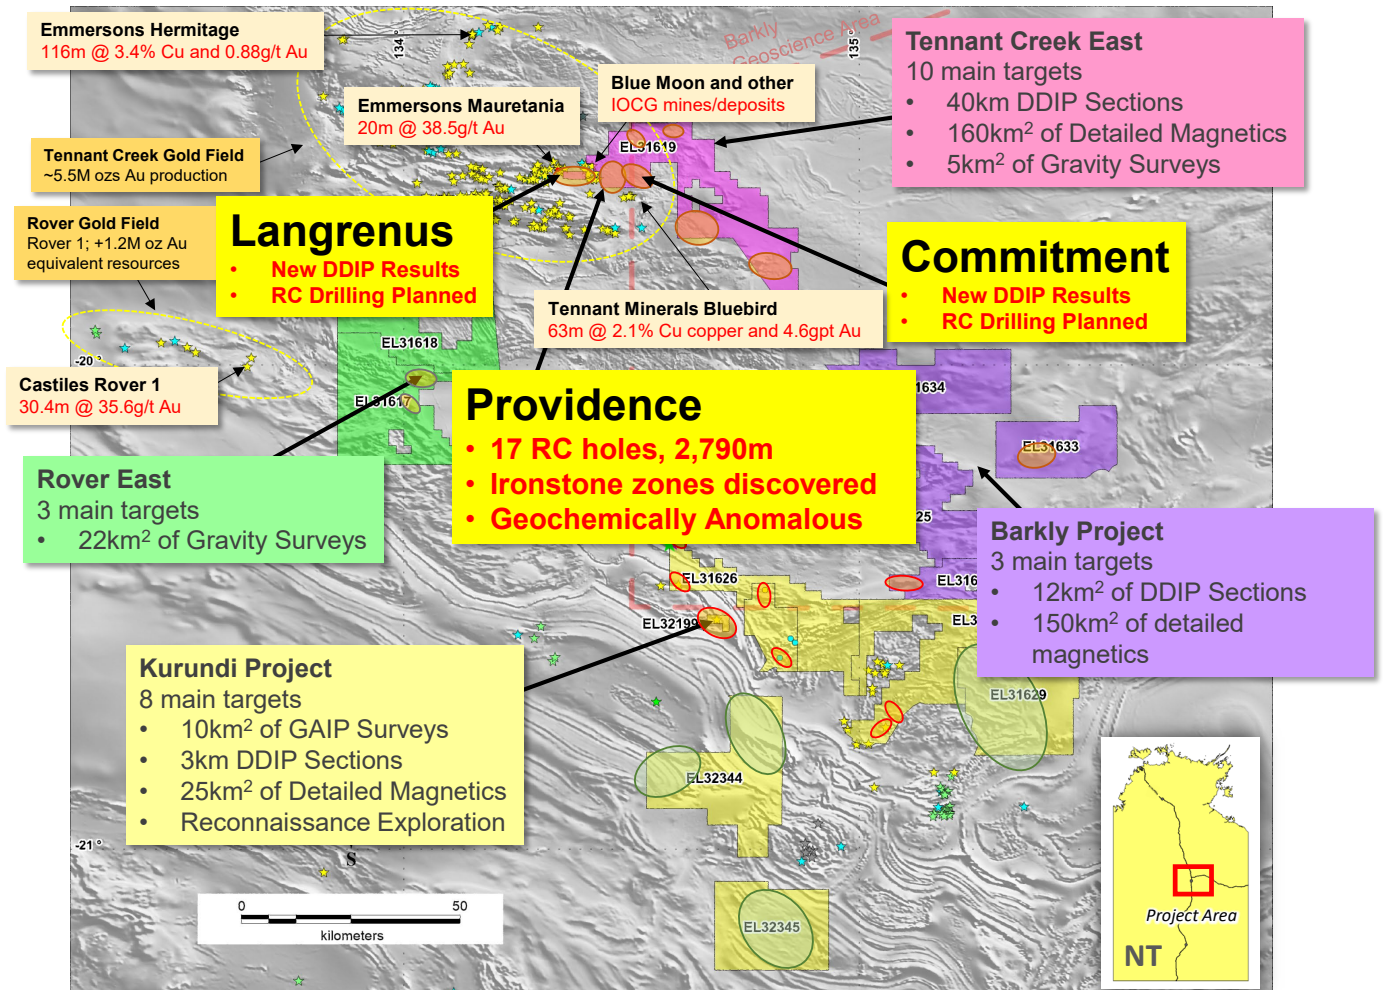 Emmersons Hermitage
116m @ 3.4% Cu and 0.88g/t Au
134°
Barkly
Geoscience Area
135°
Tennant Creek East
10 main targets
• 40km DDIP Sections
• 160km² of Detailed Magnetics
• 5km² of Gravity Surveys
Blue Moon and other
IOCG mines/deposits
Emmersons Mauretania
20m @ 38.5g/t Au
EL31619
Tennant Creek Gold Field
~5.5M ozs Au production
Rover Gold Field
Rover 1; +1.2M oz Au
equivalent resources
Langrenus
• New DDIP Results
• RC Drilling Planned
Commitment
• New DDIP Results
• RC Drilling Planned
Tennant Minerals Bluebird
63m @ 2.1% Cu copper and 4.6gpt Au
EL31618
-20°
Castiles Rover 1
30.4m @ 35.6g/t Au
EL31617
1634
EL31633
Providence
• 17 RC holes, 2,790m
• Ironstone zones discovered
• Geochemically Anomalous
Rover East
3 main targets
• 22km² of Gravity Surveys
25
Barkly Project
3 main targets
• 12km² of DDIP Sections
• 150km² of detailed
magnetics
EL31626
EL316
EL32199
EL3
Kurundi Project
8 main targets
• 10km² of GAIP Surveys
• 3km DDIP Sections
• 25km² of Detailed Magnetics
• Reconnaissance Exploration
EL31629
EL32344
-21°
S
0 50
kilometers
EL32345
Project Area
NT